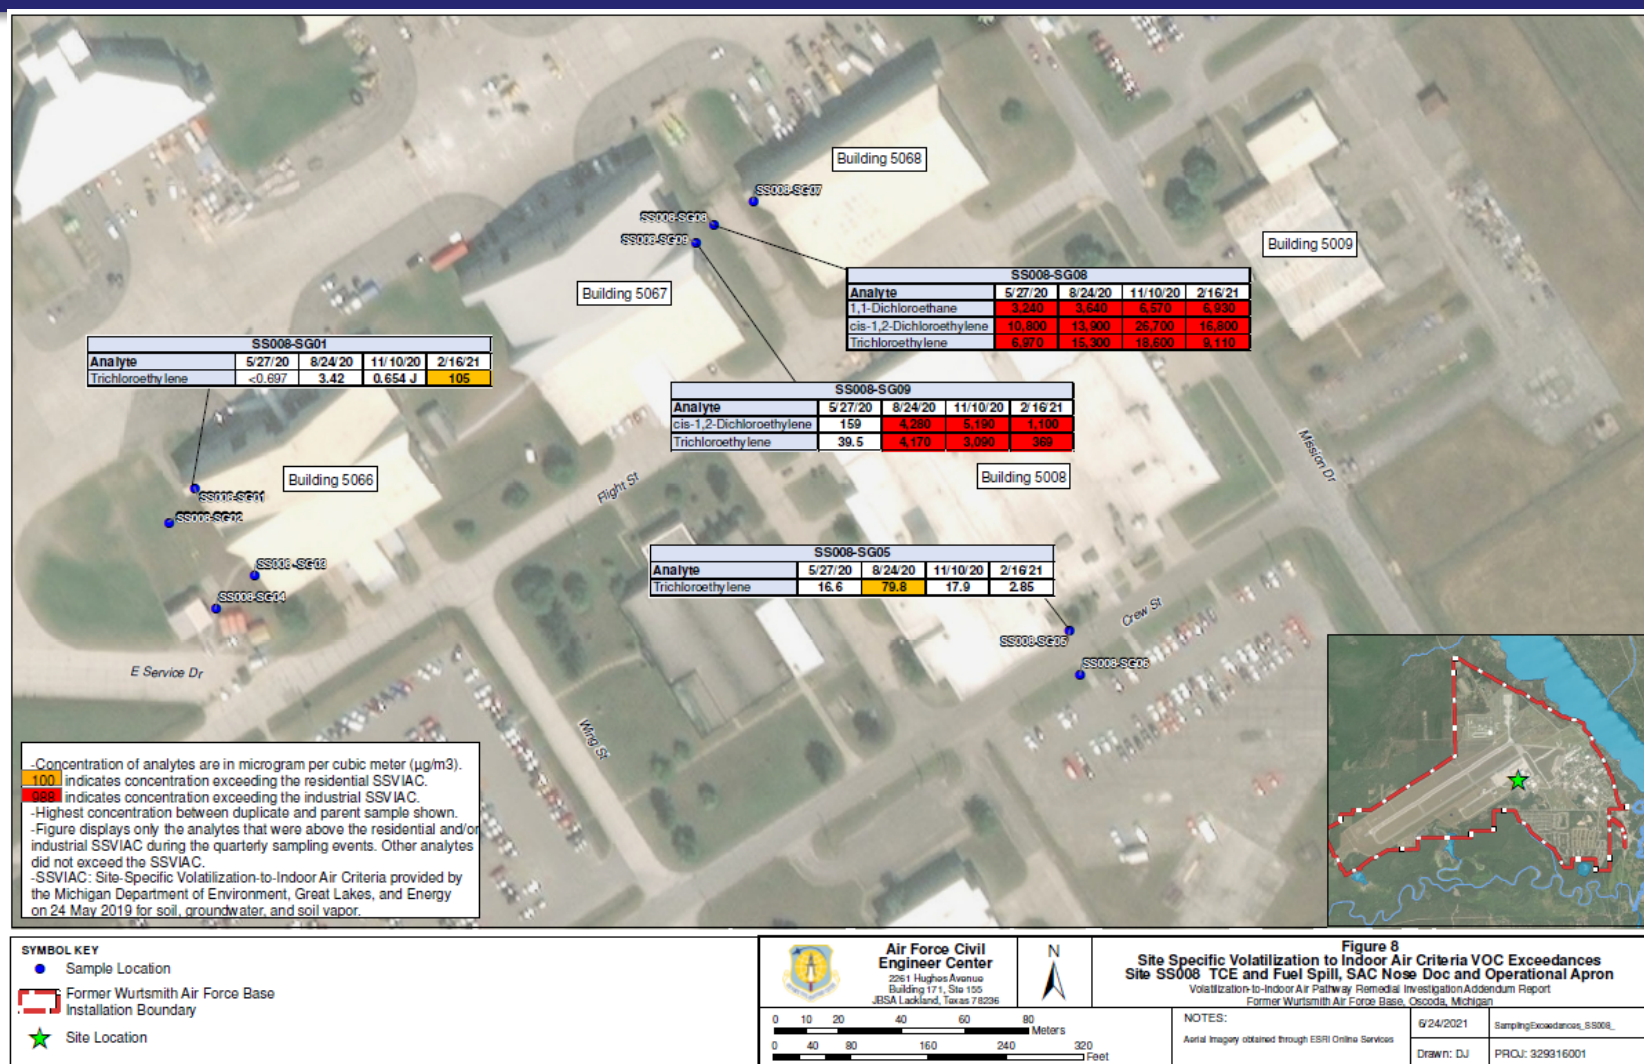 Building 5068
SS008-SG07
SS008-SG08
SS008-SG09
Building 5009
Building 5067
SS008-SG08
Analyte 5/27/20 8/24/20 11/10/20 2/16/21
1,1-Dichloroethane 3,240 3,640 6,570 6,930
cis-1,2-Dichloroethylene 10,800 13,900 26,700 16,800
Trichloroethylene 6,970 15,300 18,600 9,110
SS008-SG01
Analyte 5/27/20 8/24/20 11/10/20 2/16/21
Trichloroethylene <0.697 3.42 0.654 J 105
SS008-SG09
Analyte 5/27/20 8/24/20 11/10/20 2/16/21
cis-1,2-Dichloroethylene 159 4,280 5,190 1,100
Trichloroethylene 39.5 4,170 3,090 369
Building 5066
Building 5008
Flight St
Mission Dr
SS008-SG01
SS008-SG02
SS008-SG03
SS008-SG04
SS008-SG05
Analyte 5/27/20 8/24/20 11/10/20 2/16/21
Trichloroethylene 16.6 79.8 17.9 2.85
Crew St
SS008-SG05
SS008-SG06
E Service Dr
Wing St
-Concentration of analytes are in microgram per cubic meter (µg/m3).
100 indicates concentration exceeding the residential SSVIAC.
988 indicates concentration exceeding the industrial SSVIAC.
-Highest concentration between duplicate and parent sample shown.
-Figure displays only the analytes that were above the residential and/or
industrial SSVIAC during the quarterly sampling events. Other analytes
did not exceed the SSVIAC.
-SSVIAC: Site-Specific Volatilization-to-Indoor Air Criteria provided by
the Michigan Department of Environment, Great Lakes, and Energy
on 24 May 2019 for soil, groundwater, and soil vapor.
SYMBOL KEY
Sample Location
Former Wurtsmith Air Force Base
Installation Boundary
Site Location
Air Force Civil
Engineer Center
2261 Hughes Avenue
Building 171, Ste 155
JBSA Lackland, Texas 78236
N
Figure 8
Site Specific Volatilization to Indoor Air Criteria VOC Exceedances
Site SS008 TCE and Fuel Spill, SAC Nose Doc and Operational Apron
Volatilization-to-Indoor Air Pathway Remedial Investigation Addendum Report
Former Wurtsmith Air Force Base, Oscoda, Michigan
0 10 20 40 60 80
Meters
0 40 80 160 240 320
Feet
NOTES:
Aerial Imagery obtained through ESRI Online Services
6/24/2021
SamplingExceedances_SS008_
Drawn: DJ
PROJ: 329316001